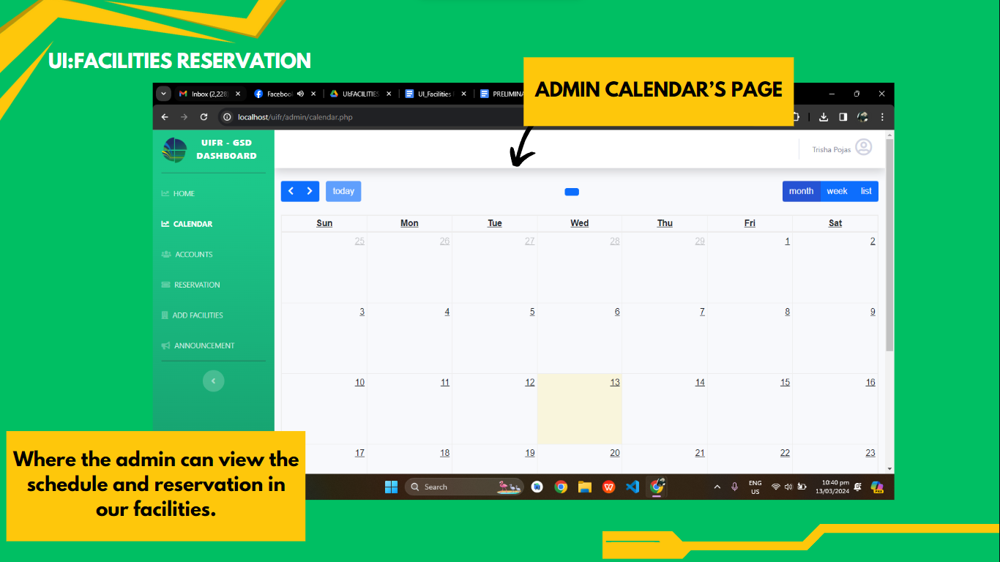 UI:FACILITIES RESERVATION
ADMIN CALENDAR'S PAGE
Inbox (2,228)
Facebook
UI:FACILITIES
UI_Facilities
PRELIMINA
localhost/uifr/admin/calendar.php
UIFR - GSD
DASHBOARD
Trisha Pojas
HOME
CALENDAR
ACCOUNTS
RESERVATION
ADD FACILITIES
ANNOUNCEMENT
today
month week list
Sun Mon Tue Wed Thu Fri Sat
25 26 27 28 29 1 2
3 4 5 6 7 8 9
10 11 12 13 14 15 16
17 18 19 20 21 22 23
Where the admin can view the
schedule and reservation in
our facilities.
Search
ENG
US
10:40 pm
13/03/2024